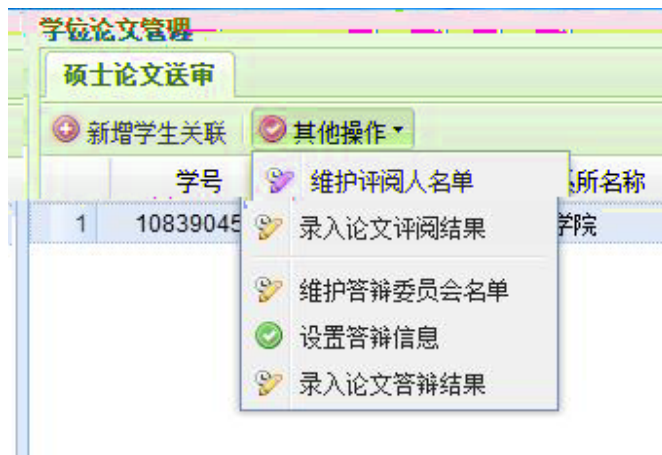 学位论文管理
硕士论文送审
新增学生关联 其他操作
学号 所名称
1 10839045 学院
维护评阅人名单
录入论文评阅结果
维护答辩委员会名单
设置答辩信息
录入论文答辩结果